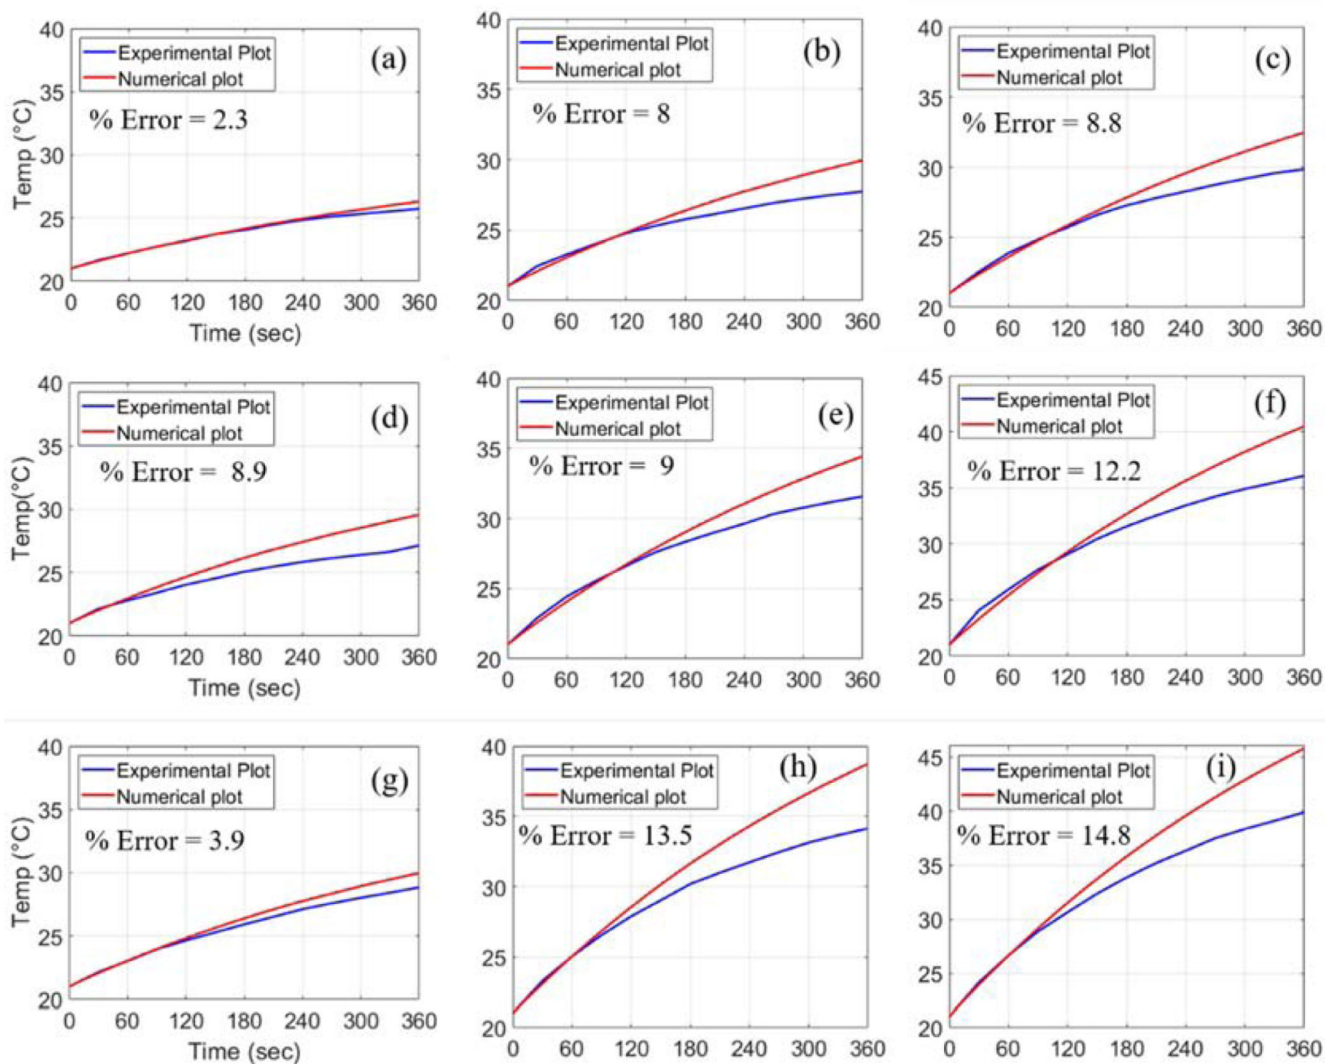 40
35
30
25
20
Temp (°C)
Experimental Plot
Numerical plot
(a)
% Error = 2.3
0 60 120 180 240 300 360
Time (sec)
40
35
30
25
20
Experimental Plot
Numerical plot
(b)
% Error = 8
0 60 120 180 240 300 360
40
35
30
25
20
Experimental Plot
Numerical plot
(c)
% Error = 8.8
0 60 120 180 240 300 360
40
35
30
25
20
Temp(°C)
Experimental Plot
Numerical plot
(d)
% Error = 8.9
0 60 120 180 240 300 360
Time (sec)
40
35
30
25
20
Experimental Plot
Numerical plot
(e)
% Error = 9
0 60 120 180 240 300 360
45
40
35
30
25
20
Experimental Plot
Numerical plot
(f)
% Error = 12.2
0 60 120 180 240 300 360
40
35
30
25
20
Temp (°C)
Experimental Plot
Numerical plot
(g)
% Error = 3.9
0 60 120 180 240 300 360
Time (sec)
40
35
30
25
20
Experimental Plot
Numerical plot
(h)
% Error = 13.5
0 60 120 180 240 300 360
45
40
35
30
25
20
Experimental Plot
Numerical plot
(i)
% Error = 14.8
0 60 120 180 240 300 360